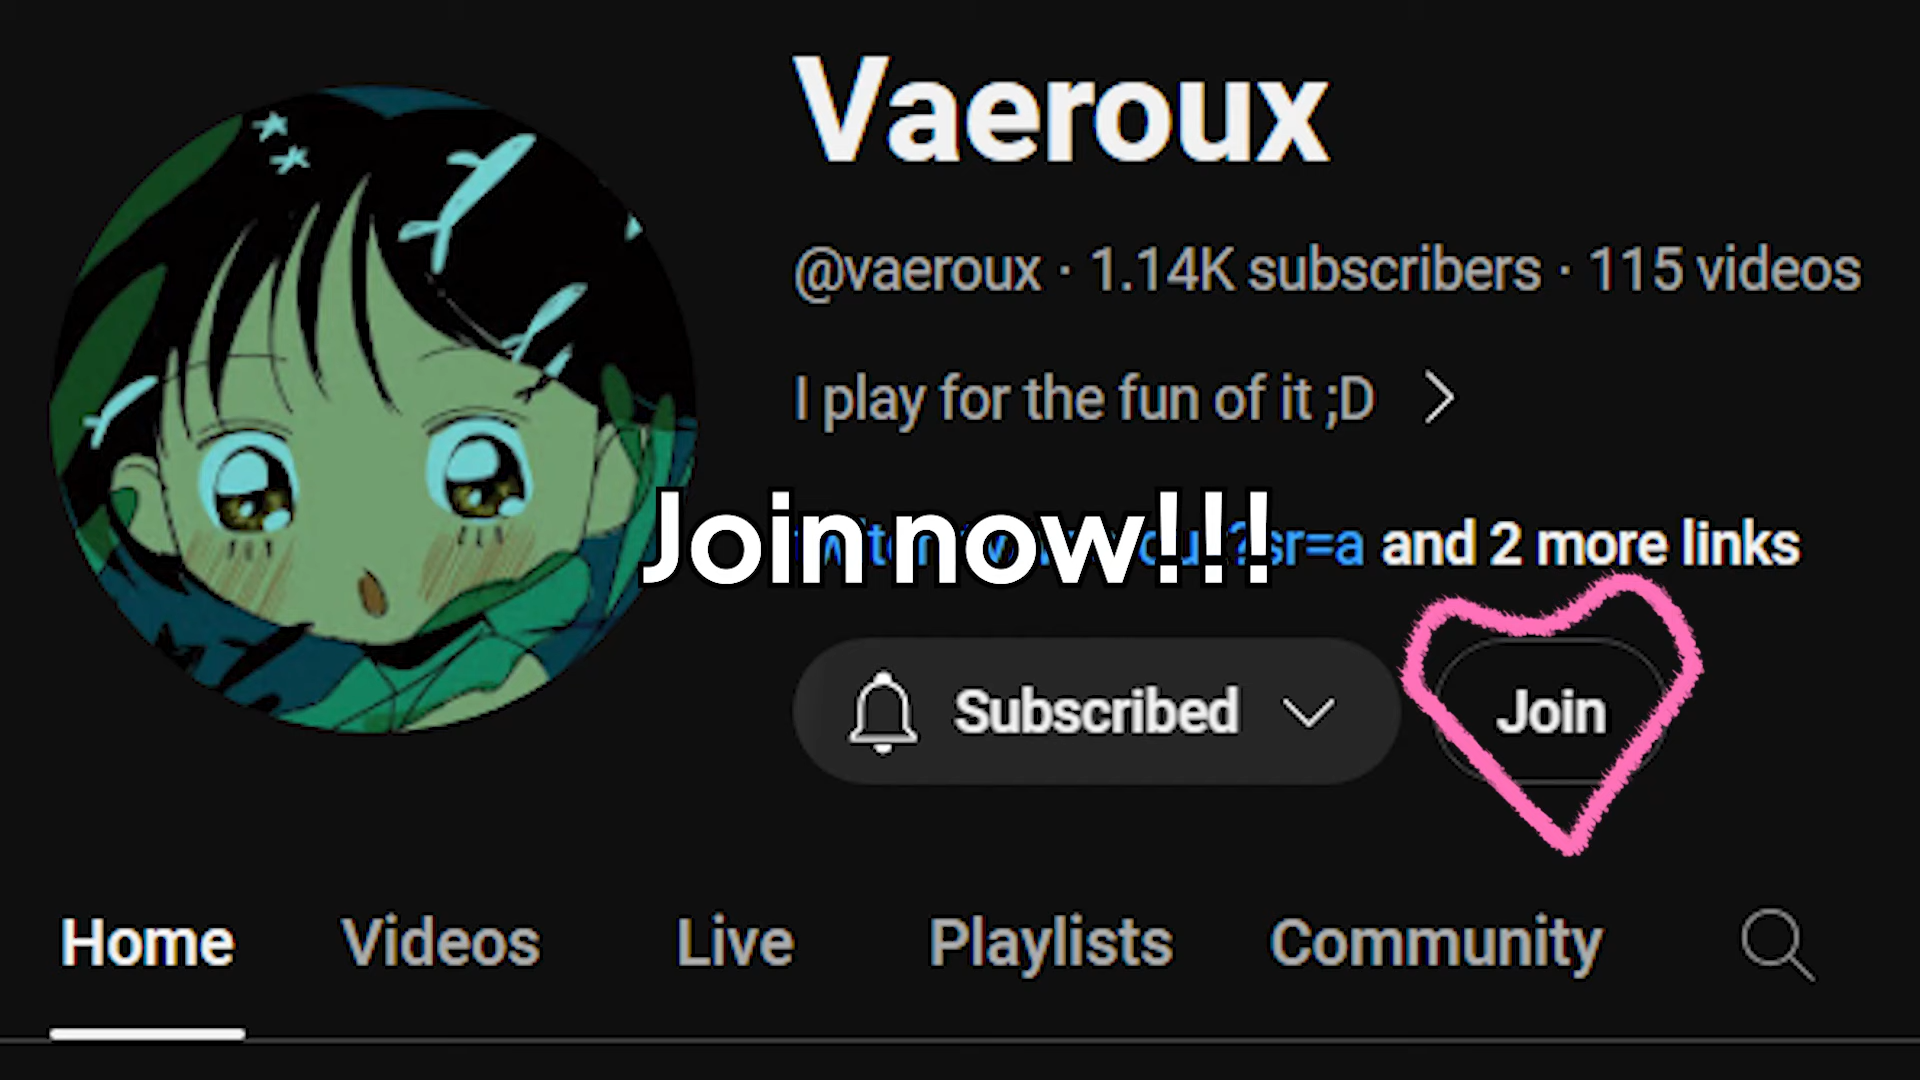 Vaeroux
@vaeroux · 1.14K subscribers · 115 videos
I play for the fun of it ;D
Join now!!!
sr=a and 2 more links
Subscribed
Join
Home
Videos
Live
Playlists
Community